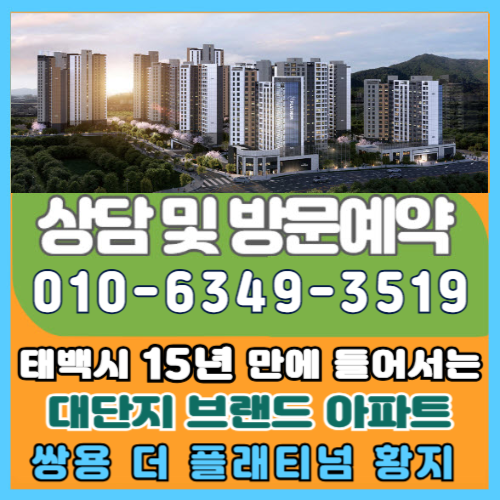 상담 및 방문예약
010-6349-3519
태백시 15년 만에 들어서는
대단지 브랜드 아파트
쌍용 더 플래티넘 황지